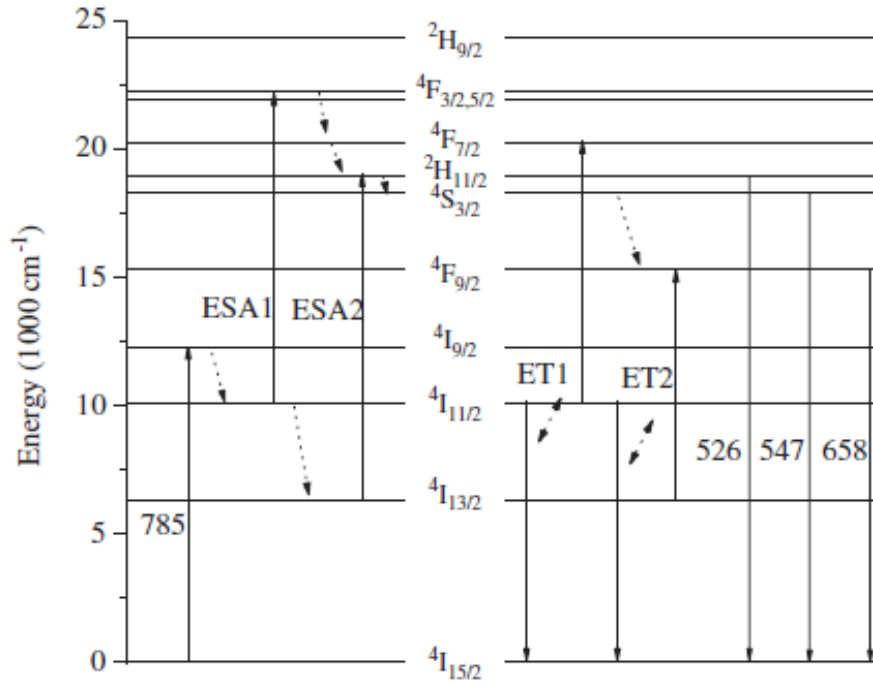 25
20
15
10
5
0
Energy (1000 cm⁻¹)
²H₉/₂
⁴F₃/₂,₅/₂
⁴F₇/₂
²H₁₁/₂
⁴S₃/₂
⁴F₉/₂
⁴I₉/₂
⁴I₁₁/₂
⁴I₁₃/₂
⁴I₁₅/₂
ESA1 ESA2
785
ET1 ET2
526 547 658